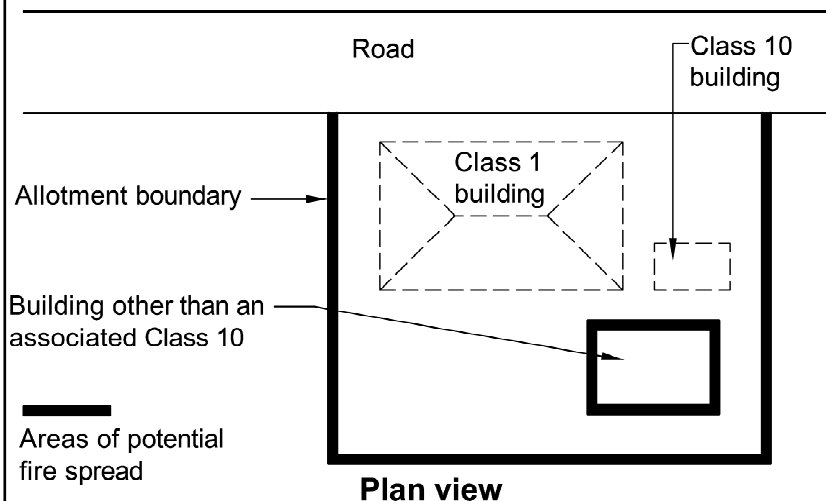 Road
Class 10
building
Class 1
building
Allotment boundary
Building other than an
associated Class 10
Areas of potential
fire spread
Plan view